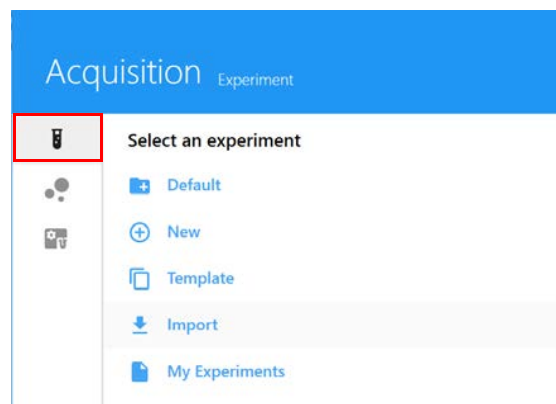 Acquisition Experiment
Select an experiment
Default
New
Template
Import
My Experiments